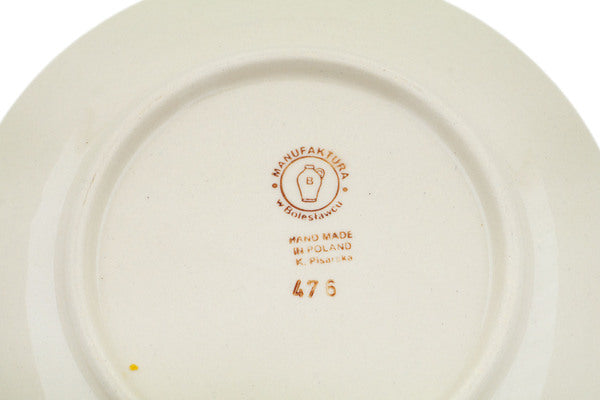 • MANUFAKTURA •
B
w Bolesławcu
HAND MADE
IN POLAND
K. Pisarska
476